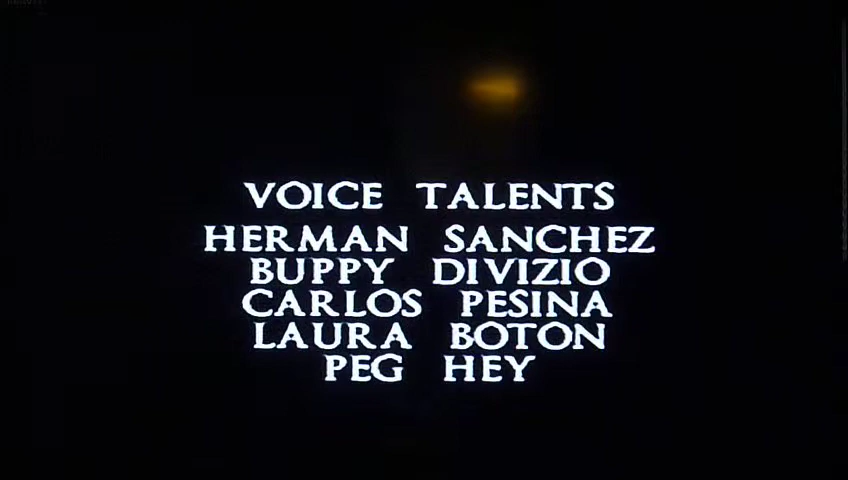 VOICE TALENTS
HERMAN SANCHEZ
BUPPY DIVIZIO
CARLOS PESINA
LAURA BOTON
PEG HEY